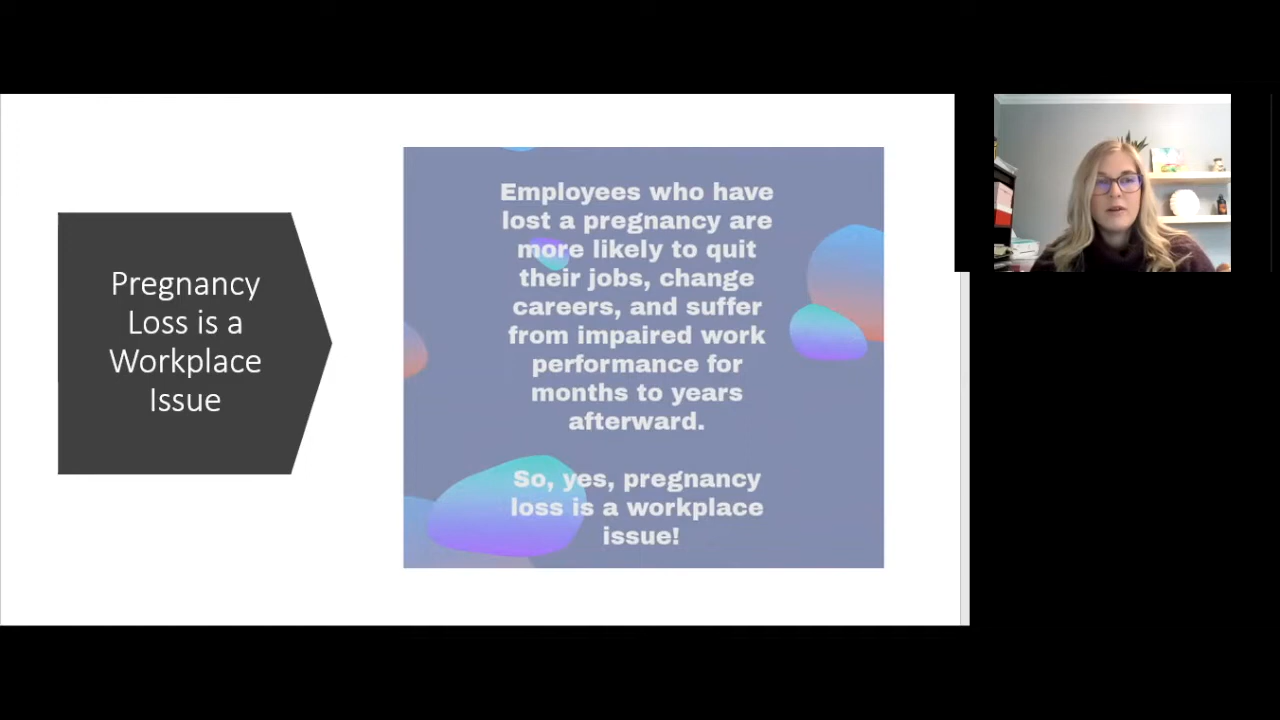 Pregnancy
Loss is a
Workplace
Issue
Employees who have
lost a pregnancy are
more likely to quit
their jobs, change
careers, and suffer
from impaired work
performance for
months to years
afterward.
So, yes, pregnancy
loss is a workplace
issue!